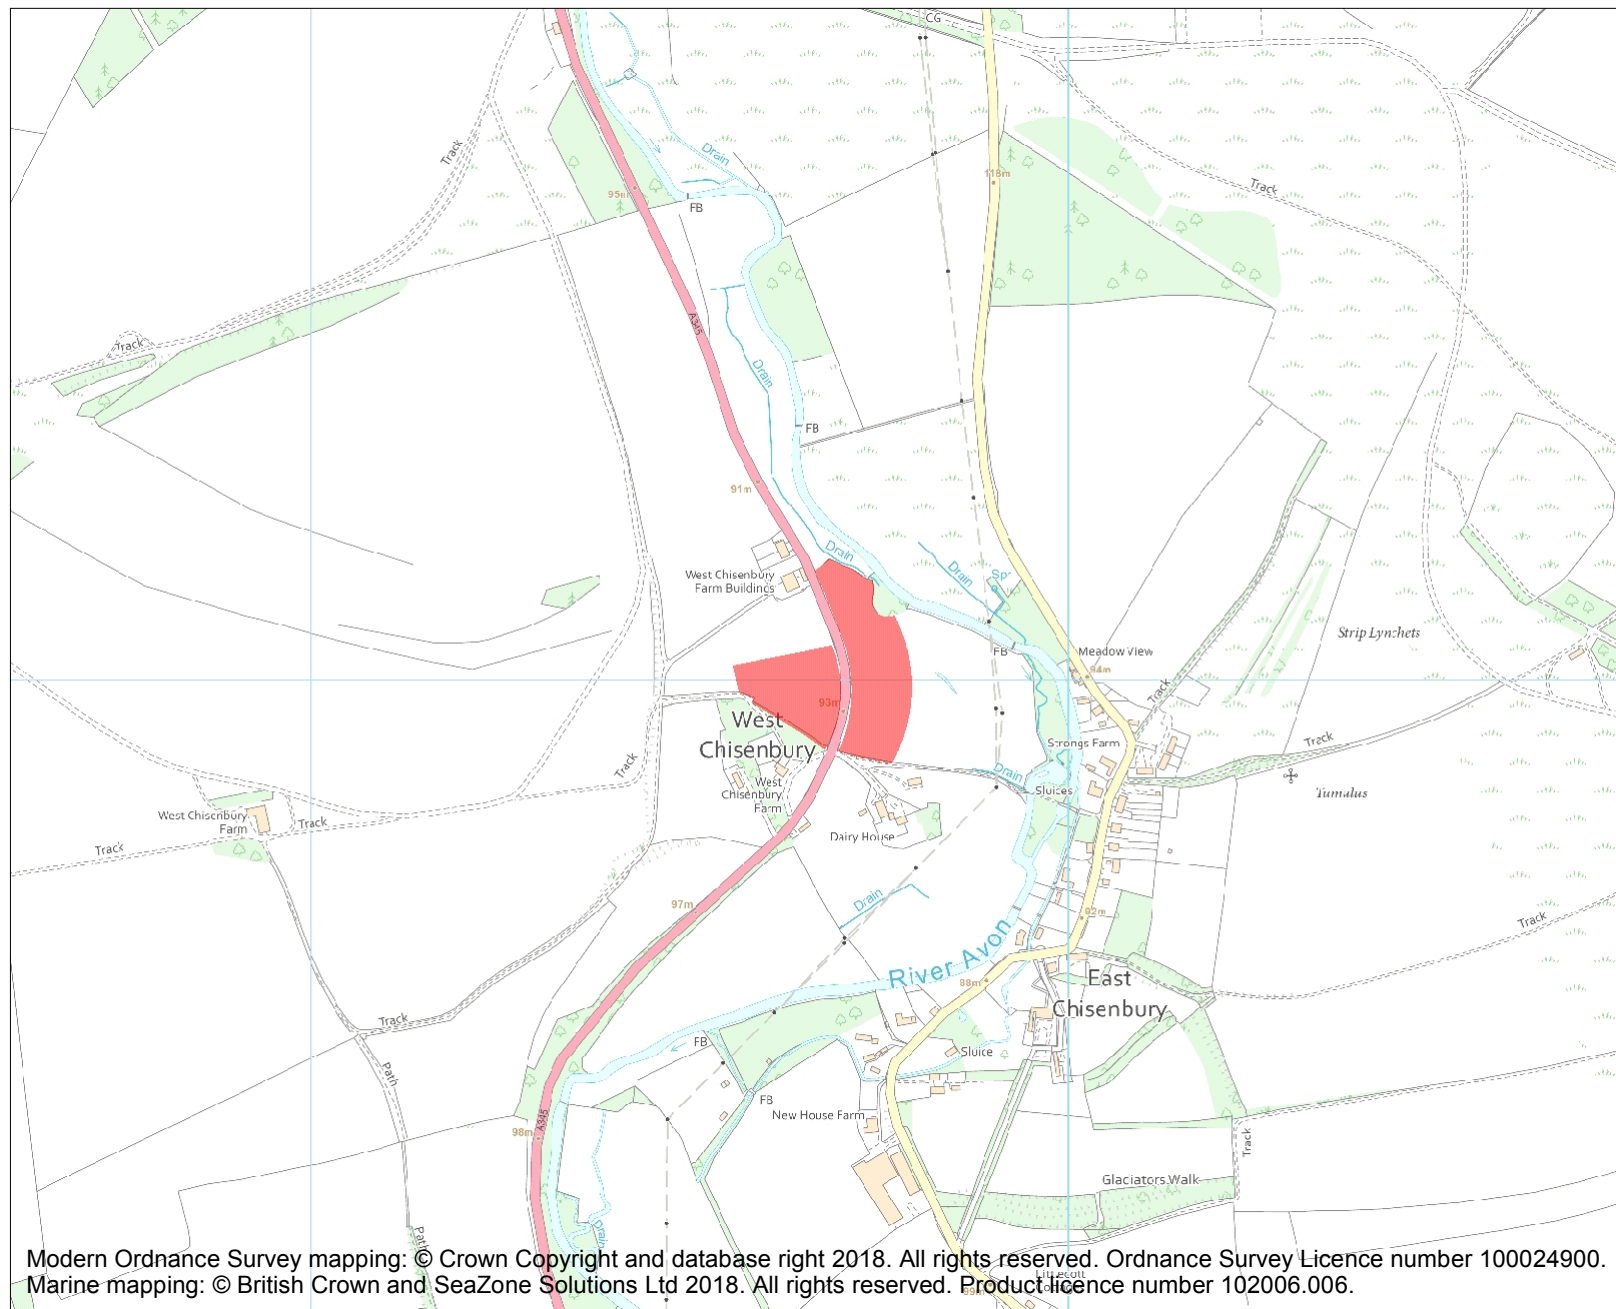 CG
Track
Drain
118m
Track
95m
FB
A345
Track
Drain
FB
91m
Drain
Drain
Sp
West Chisenbury
Farm Buildings
Strip Lynchets
FB
Meadow View
94m
Track
93m
West
Chisenbury
Strongs Farm
Track
Track
Drain
West
Chisenbury
Farm
Sluices
Tumulus
West Chisenbury
Farm
Track
Dairy House
Track
97m
Drain
92m
Track
River Avon
88m
East
Chisenbury
Track
FB
Sluice
Path
FB
New House Farm
A345
98m
Track
Glaciators Walk
Path
Drain
Modern Ordnance Survey mapping: © Crown Copyright and database right 2018. All rights reserved. Ordnance Survey Licence number 100024900.
Marine mapping: © British Crown and SeaZone Solutions Ltd 2018. All rights reserved. Product licence number 102006.006.
99m